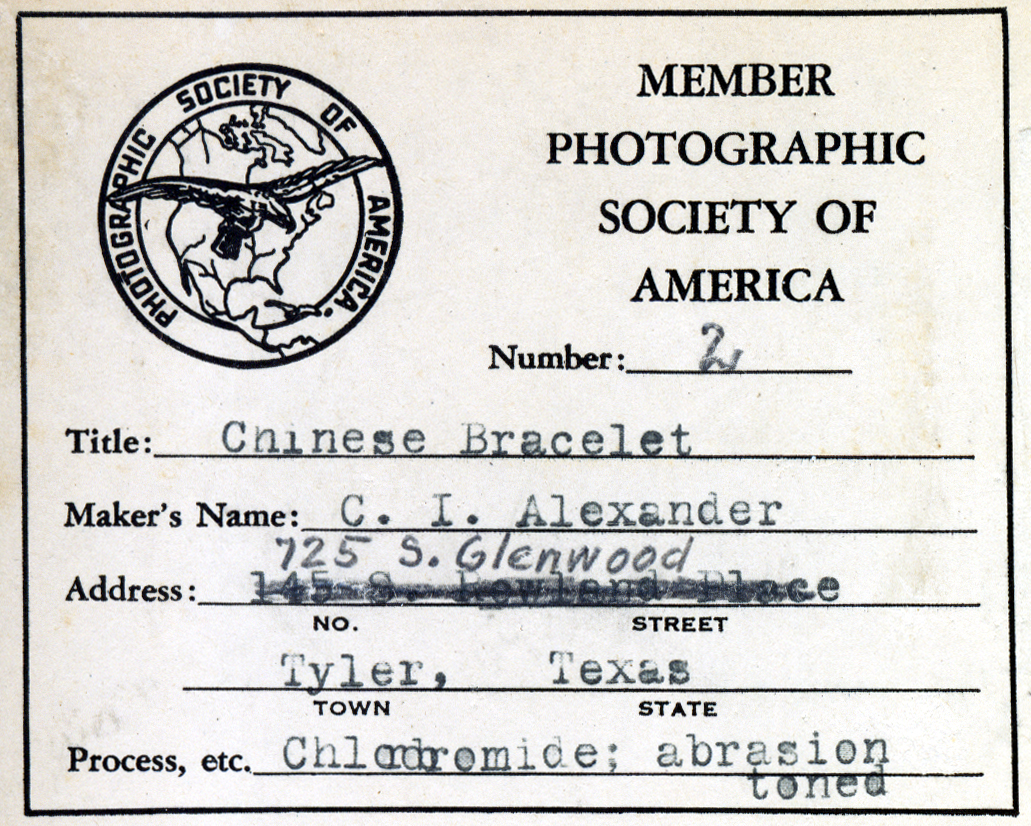 PHOTOGRAPHIC SOCIETY OF AMERICA.
MEMBER
PHOTOGRAPHIC
SOCIETY OF
AMERICA
Number: 2
Title: Chinese Bracelet
Maker's Name: C. I. Alexander
725 S. Glenwood
Address: 145 S. Place
NO. STREET
Tyler, Texas
TOWN STATE
Process, etc. Chlorobromide; abrasion
toned